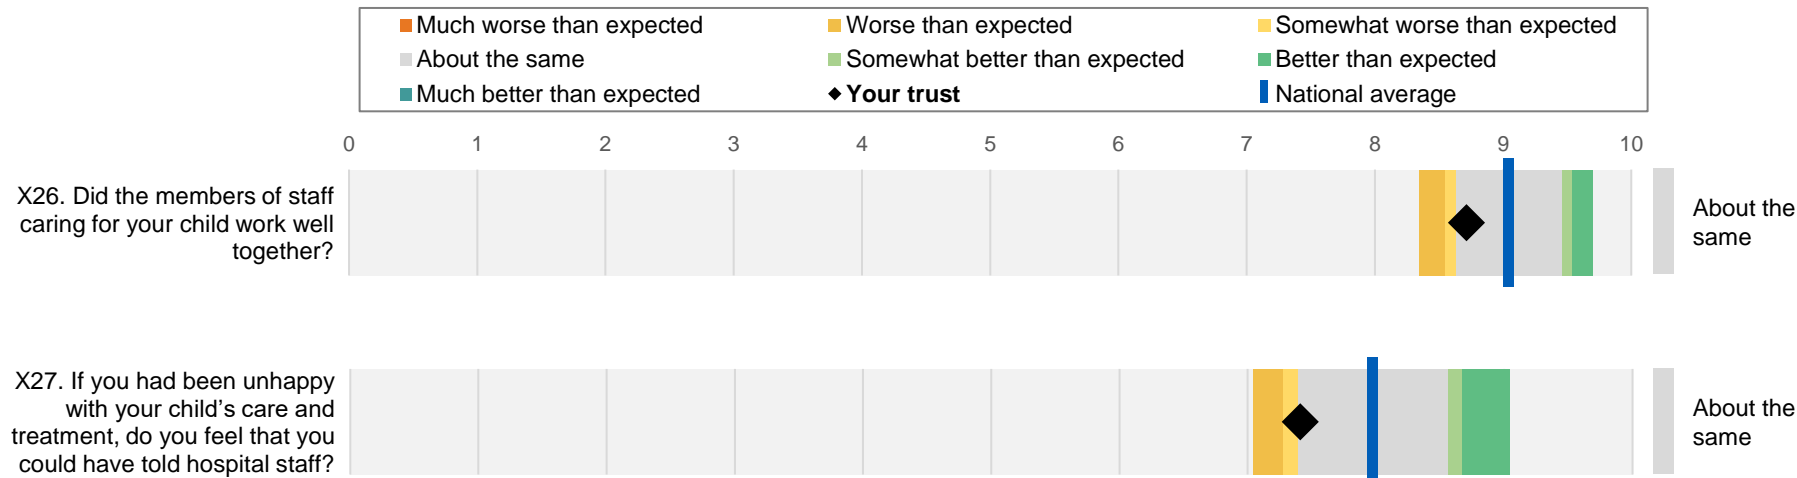 Much worse than expected
Worse than expected
Somewhat worse than expected
About the same
Somewhat better than expected
Better than expected
Much better than expected
Your trust
National average
0 1 2 3 4 5 6 7 8 9 10
X26. Did the members of staff
caring for your child work well
together?
About the
same
X27. If you had been unhappy
with your child’s care and
treatment, do you feel that you
could have told hospital staff?
About the
same